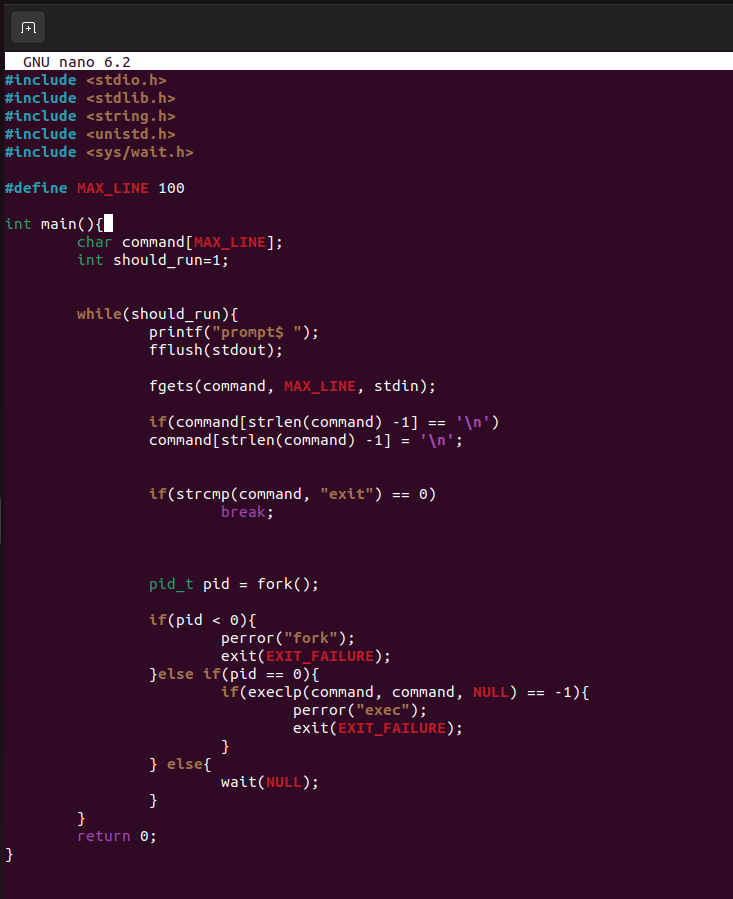 GNU nano 6.2
#include <stdio.h>
#include <stdlib.h>
#include <string.h>
#include <unistd.h>
#include <sys/wait.h>
#define MAX_LINE 100
int main(){
char command[MAX_LINE];
int should_run=1;
while(should_run){
printf("prompt$ ");
fflush(stdout);
fgets(command, MAX_LINE, stdin);
if(command[strlen(command) -1] == '\n')
command[strlen(command) -1] = '\n';
if(strcmp(command, "exit") == 0)
break;
pid_t pid = fork();
if(pid < 0){
perror("fork");
exit(EXIT_FAILURE);
}else if(pid == 0){
if(execlp(command, command, NULL) == -1){
perror("exec");
exit(EXIT_FAILURE);
}
} else{
wait(NULL);
}
}
return 0;
}